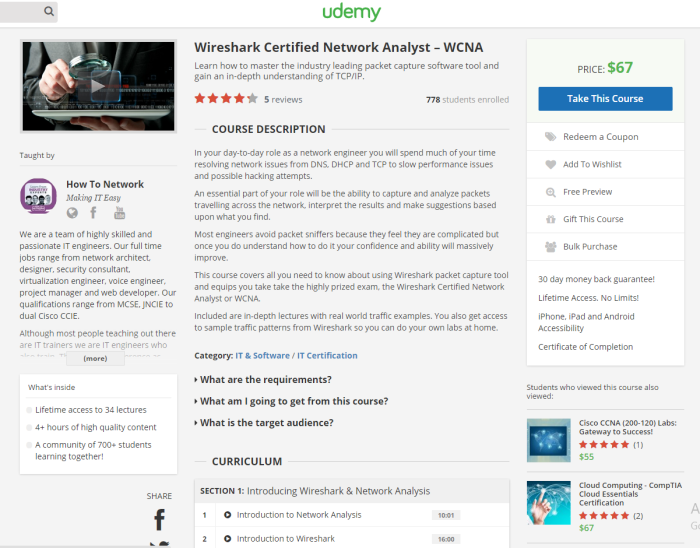 udemy
Wireshark Certified Network Analyst – WCNA
Learn how to master the industry leading packet capture software tool and
gain an in-depth understanding of TCP/IP.
5 reviews
778 students enrolled
Taught by
How To Network
Making IT Easy
We are a team of highly skilled and
passionate IT engineers. Our full time
jobs range from network architect,
designer, security consultant,
virtualization engineer, voice engineer,
project manager and web developer. Our
qualifications range from MCSE, JNCIE to
dual Cisco CCIE.
Although most people teaching out there
are IT trainers we are IT engineers who
(more)
What's inside
Lifetime access to 34 lectures
4+ hours of high quality content
A community of 700+ students
learning together!
SHARE
COURSE DESCRIPTION
In your day-to-day role as a network engineer you will spend much of your time
resolving network issues from DNS, DHCP and TCP to slow performance issues
and possible hacking attempts.
An essential part of your role will be the ability to capture and analyze packets
travelling across the network, interpret the results and make suggestions based
upon what you find.
Most engineers avoid packet sniffers because they feel they are complicated but
once you do understand how to do it your confidence and ability will massively
improve.
This course covers all you need to know about using Wireshark packet capture tool
and equips you take take the highly prized exam, the Wireshark Certified Network
Analyst or WCNA.
Included are in-depth lectures with real world traffic examples. You also get access
to sample traffic patterns from Wireshark so you can do your own labs at home.
Category: IT & Software / IT Certification
What are the requirements?
What am I going to get from this course?
What is the target audience?
CURRICULUM
SECTION 1: Introducing Wireshark & Network Analysis
1 Introduction to Network Analysis 10:01
2 Introduction to Wireshark 16:00
PRICE: $67
Take This Course
Redeem a Coupon
Add To Wishlist
Free Preview
Gift This Course
Bulk Purchase
30 day money back guarantee!
Lifetime Access. No Limits!
iPhone, iPad and Android
Accessibility
Certificate of Completion
Students who viewed this course also
viewed:
Cisco CCNA (200-120) Labs:
Gateway to Success!
(1)
$55
Cloud Computing - CompTIA
Cloud Essentials
Certification
(2)
$67